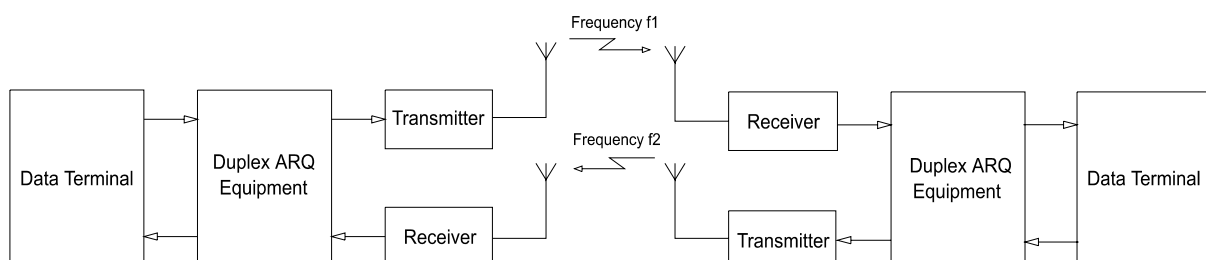 Frequency f1
Transmitter
Receiver
Frequency f2
Data Terminal
Duplex ARQ
Equipment
Duplex ARQ
Equipment
Data Terminal
Receiver
Transmitter